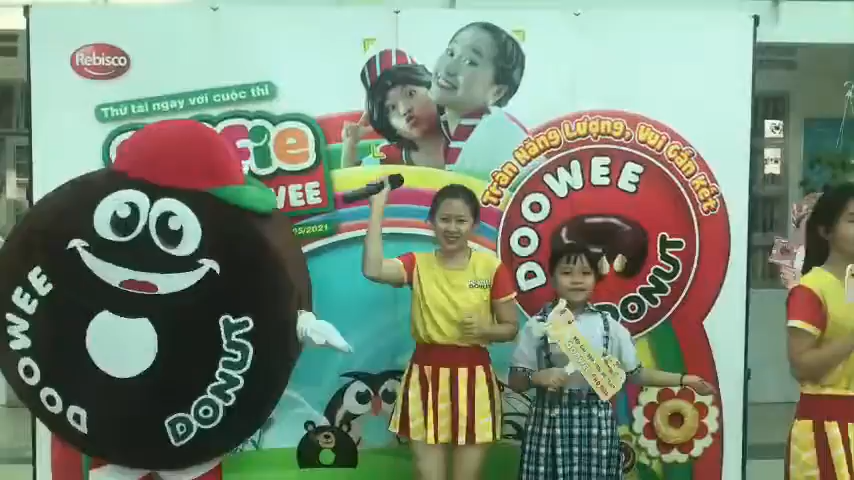 Rebisco
Thử tài ngay với cuộc thi
fie
WEE
05/2021
Tràn Năng Lượng, Vui Gắn Kết
DOOWEE
DONUT
DOOWEE
DONUT
DONUT